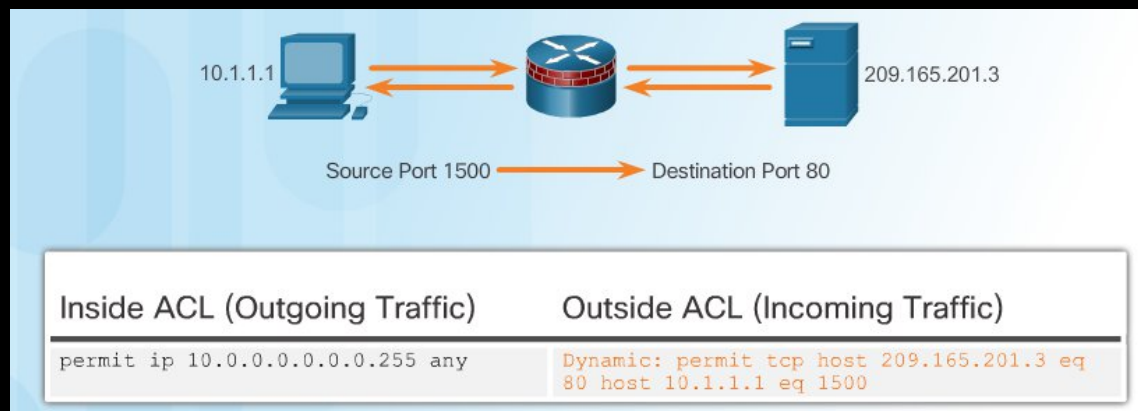 10.1.1.1
209.165.201.3
Source Port 1500
Destination Port 80
Inside ACL (Outgoing Traffic)
Outside ACL (Incoming Traffic)
permit ip 10.0.0.0.0.0.0.255 any
Dynamic: permit tcp host 209.165.201.3 eq
80 host 10.1.1.1 eq 1500